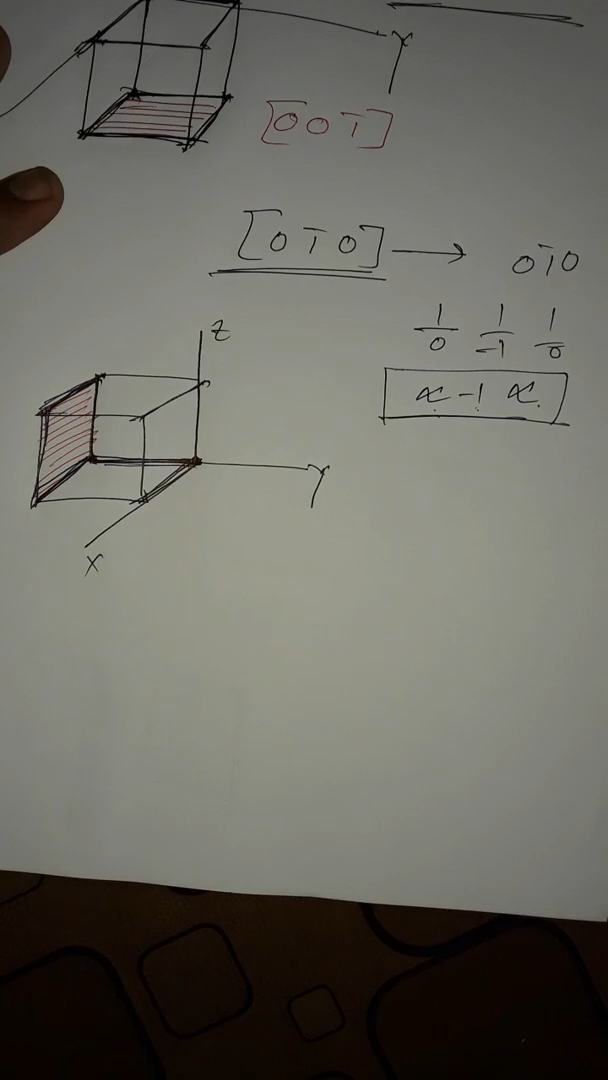 Y
[0 0 1̅]
[0 1̅ 0] → 0 1̅ 0
1/0 1/-1 1/0
∝ -1 ∝
Z
Y
X